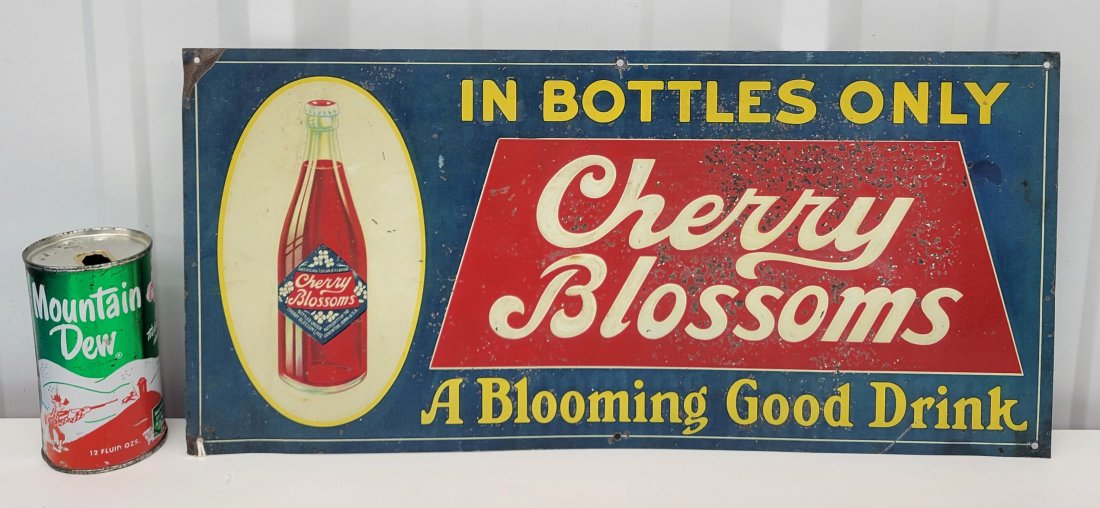 IN BOTTLES ONLY
Cherry
Blossoms
A Blooming Good Drink
Cherry
Blossoms
Mountain
Dew
12 FLUID OZS.